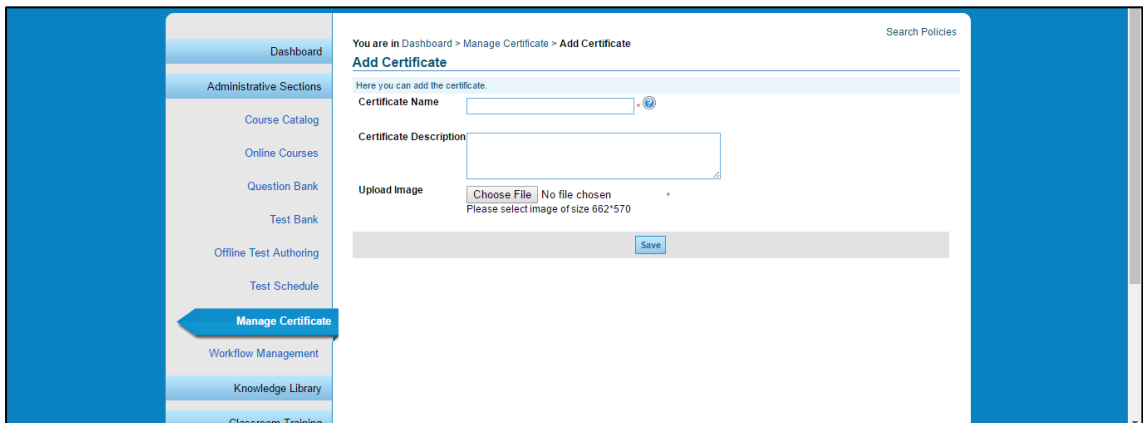 Search Policies
Dashboard
Administrative Sections
Course Catalog
Online Courses
Question Bank
Test Bank
Offline Test Authoring
Test Schedule
Manage Certificate
Workflow Management
Knowledge Library
Classroom Training
You are in Dashboard > Manage Certificate > Add Certificate
Add Certificate
Here you can add the certificate.
Certificate Name * ?
Certificate Description
Upload Image Choose File No file chosen *
Please select image of size 662*570
Save